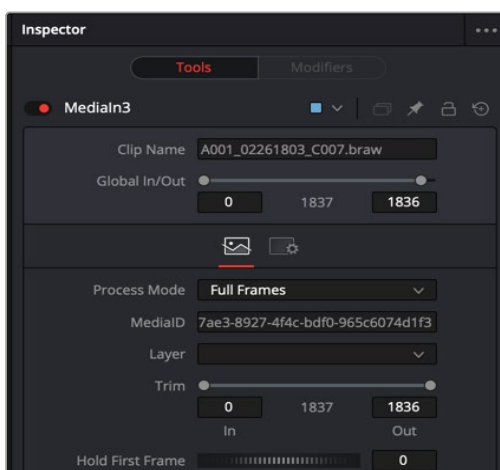 Inspector
Tools Modifiers
MediaIn3
Clip Name A001_02261803_C007.braw
Global In/Out
0 1837 1836
Process Mode Full Frames
MediaID 7ae3-8927-4f4c-bdf0-965c6074d1f3
Layer
Trim
0 1837 1836
In Out
Hold First Frame 0